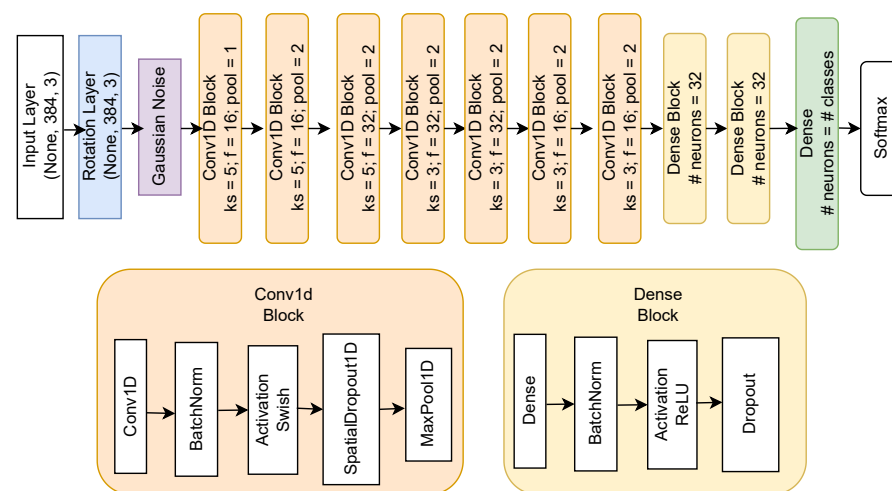 Input Layer
(None, 384, 3)
Rotation Layer
(None, 384, 3)
Gaussian Noise
Conv1D Block
ks = 5; f = 16; pool = 1
Conv1D Block
ks = 5; f = 16; pool = 2
Conv1D Block
ks = 5; f = 32; pool = 2
Conv1D Block
ks = 3; f = 32; pool = 2
Conv1D Block
ks = 3; f = 32; pool = 2
Conv1D Block
ks = 3; f = 16; pool = 2
Conv1D Block
ks = 3; f = 16; pool = 2
Dense Block
# neurons = 32
Dense Block
# neurons = 32
Dense
# neurons = # classes
Softmax
Conv1d
Block
Conv1D
BatchNorm
Activation
Swish
SpatialDropout1D
MaxPool1D
Dense
Block
Dense
BatchNorm
Activation
ReLU
Dropout